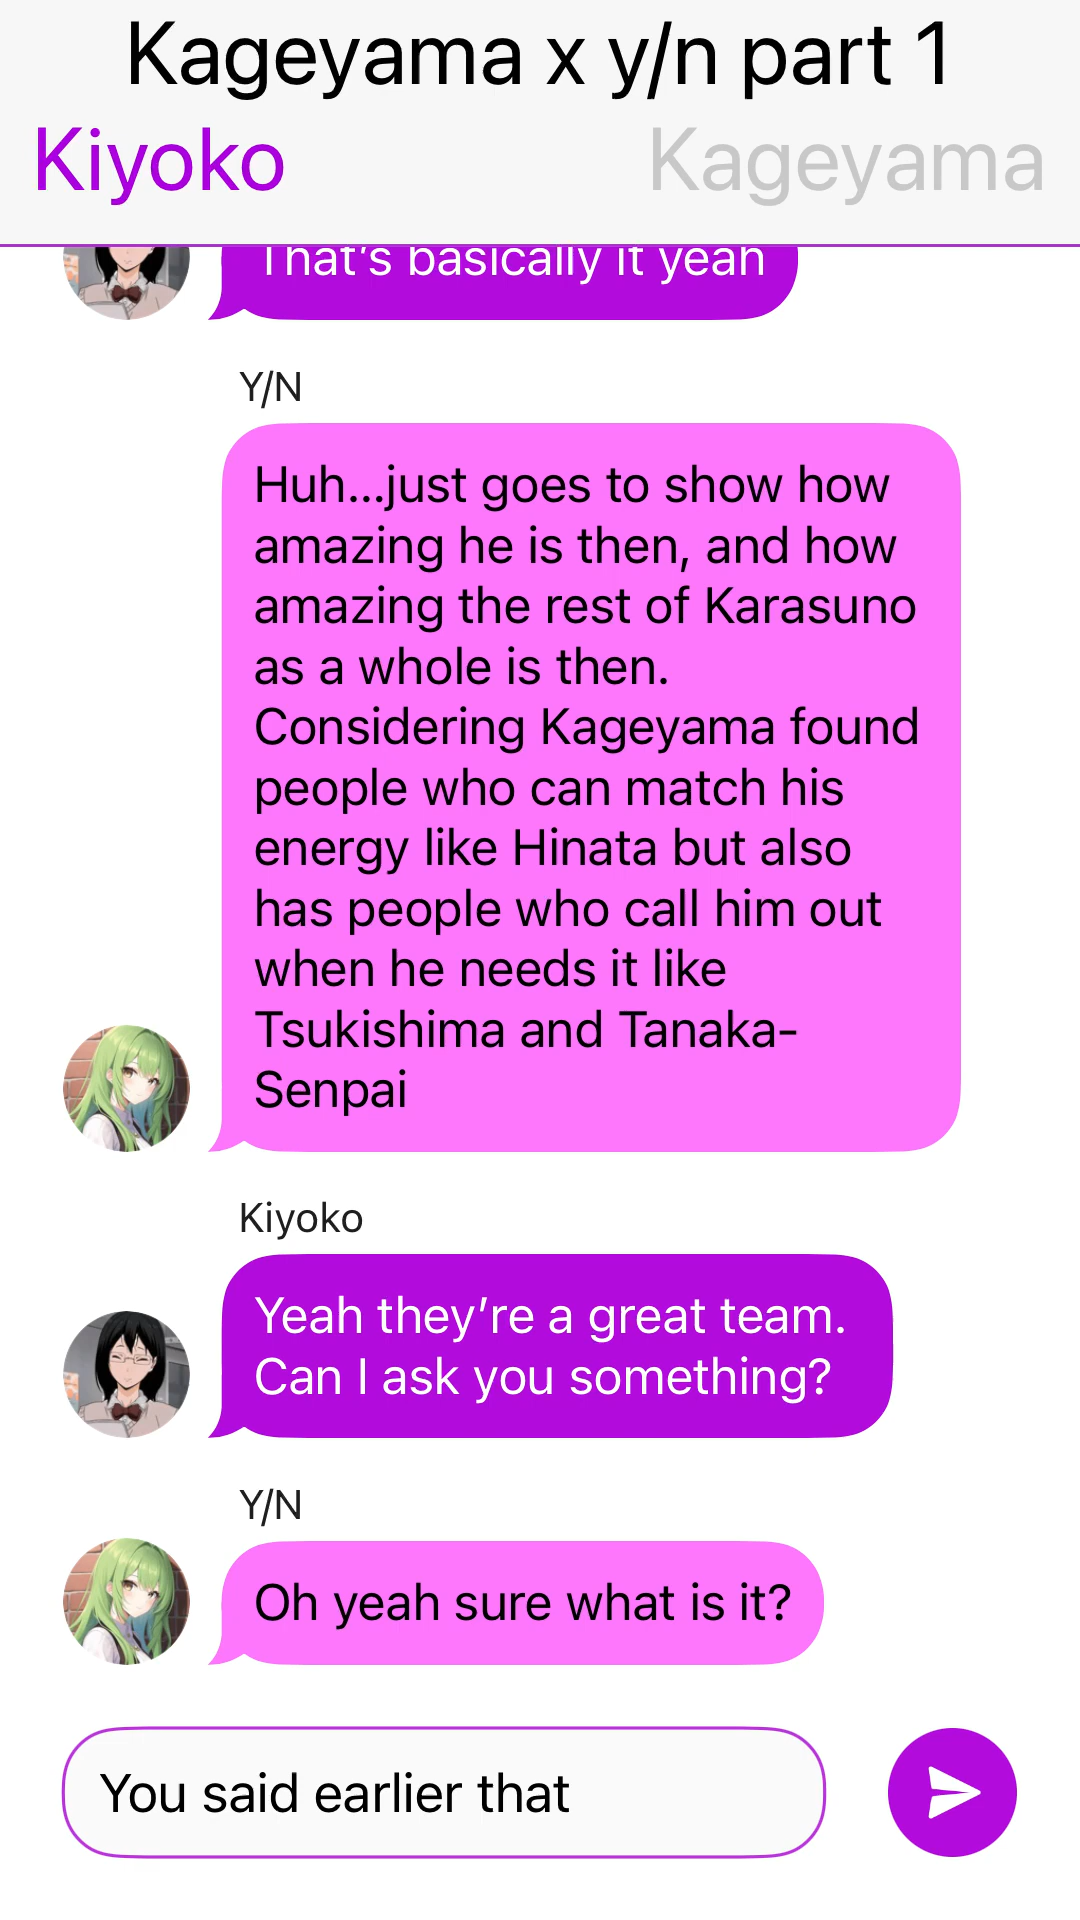 Kageyama x y/n part 1
Kiyoko Kageyama
That's basically it yeah
Y/N
Huh...just goes to show how
amazing he is then, and how
amazing the rest of Karasuno
as a whole is then.
Considering Kageyama found
people who can match his
energy like Hinata but also
has people who call him out
when he needs it like
Tsukishima and Tanaka-
Senpai
Kiyoko
Yeah they’re a great team.
Can I ask you something?
Y/N
Oh yeah sure what is it?
You said earlier that